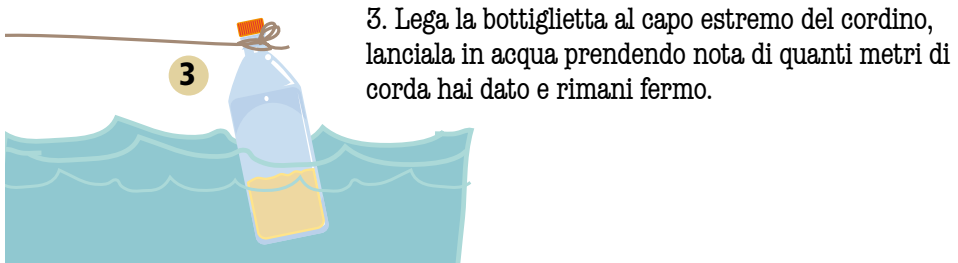 3. Lega la bottiglietta al capo estremo del cordino,
lanciala in acqua prendendo nota di quanti metri di
corda hai dato e rimani fermo.
3